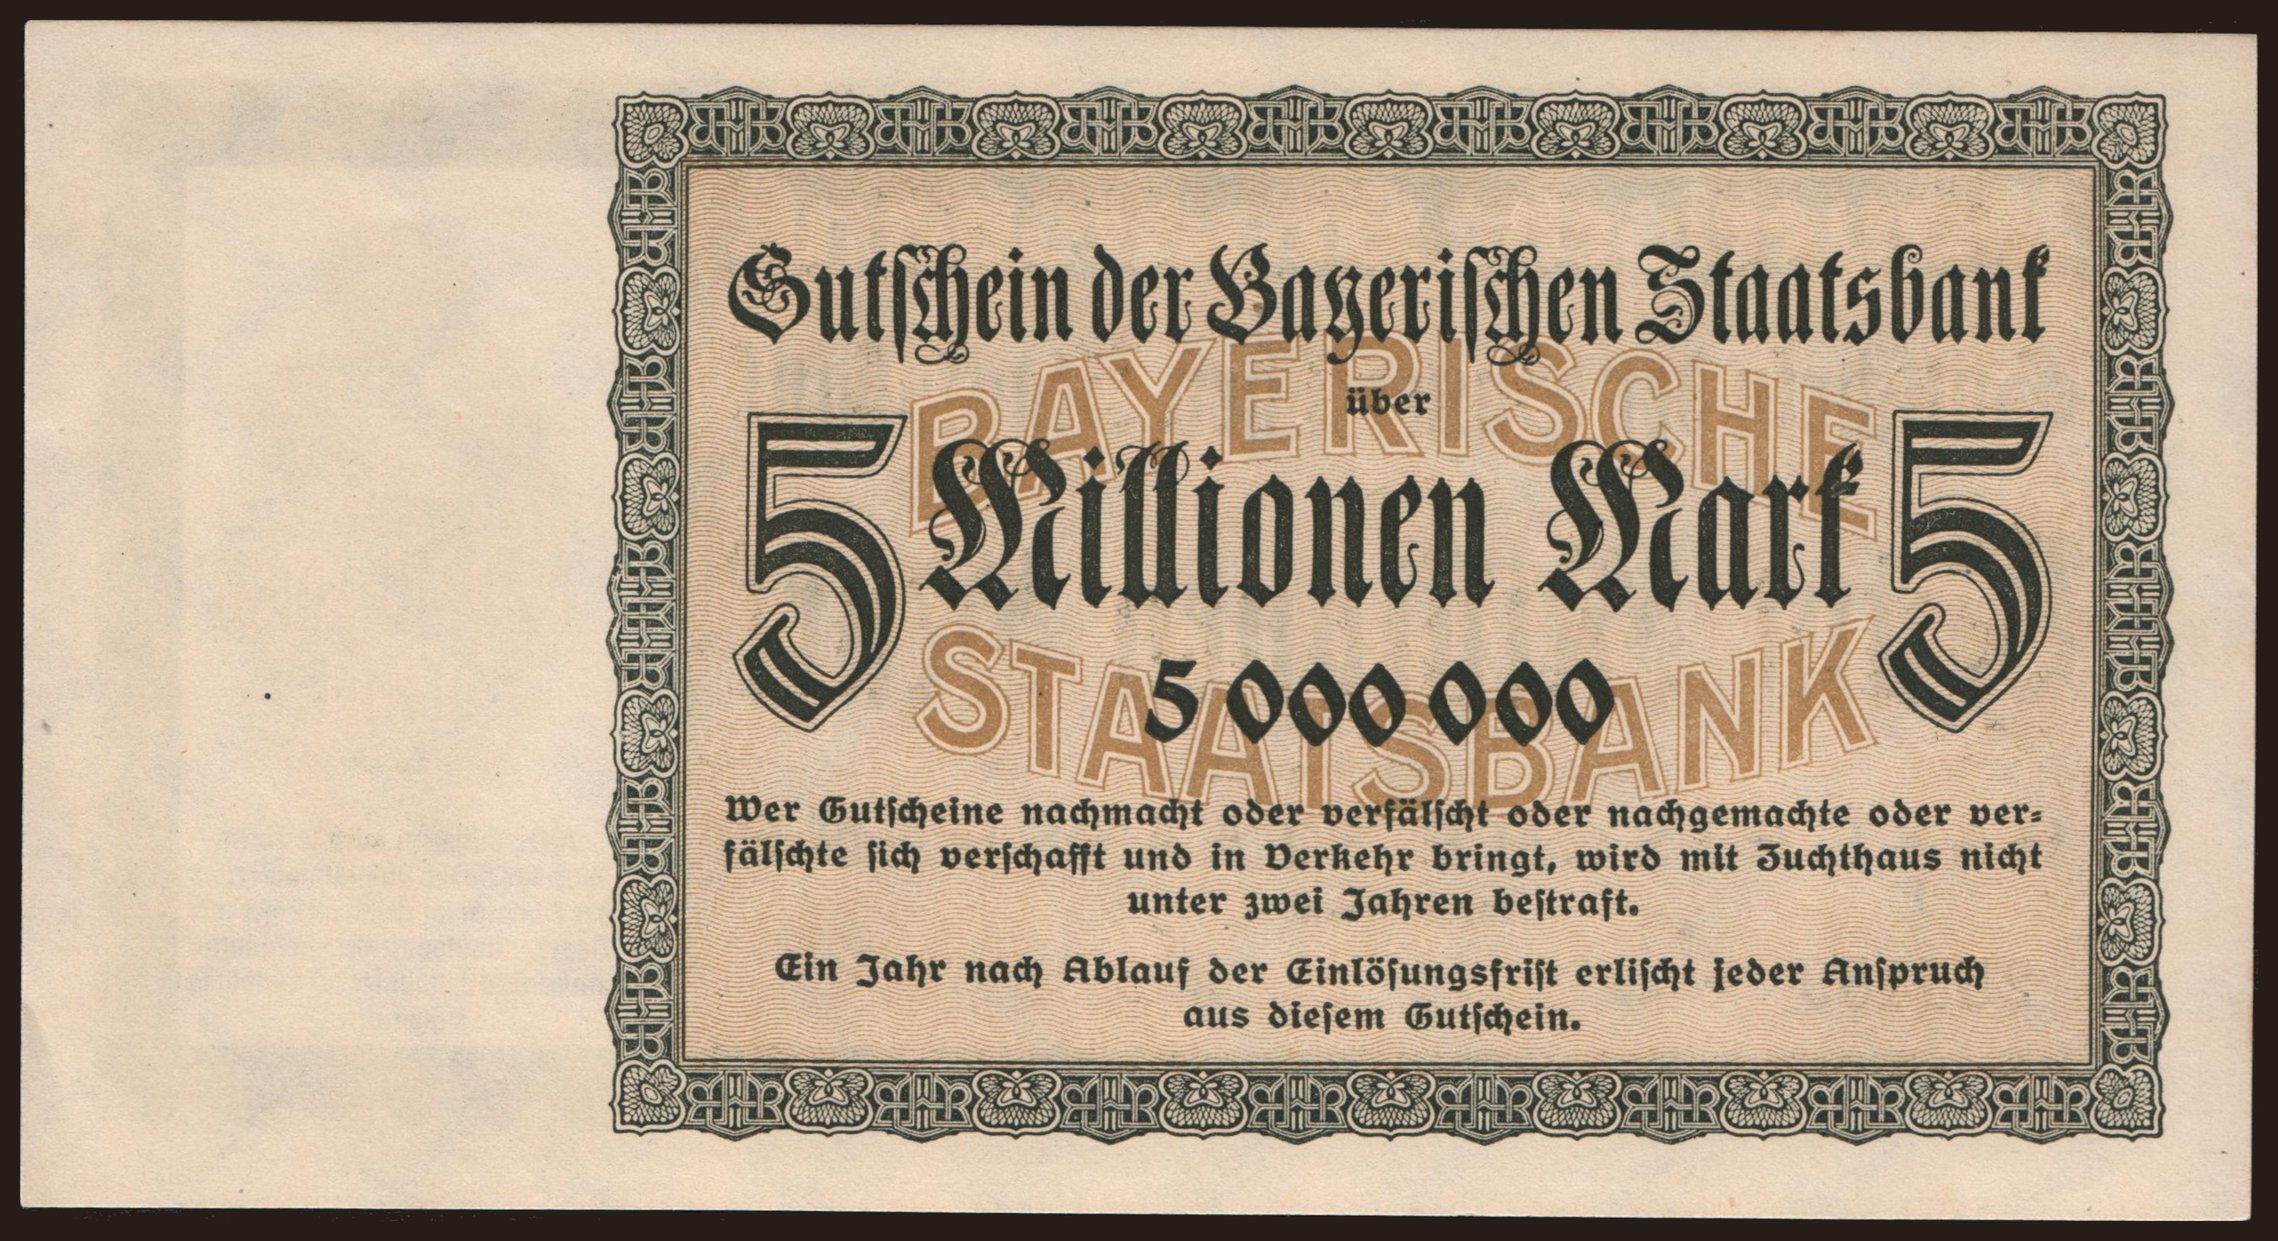 Gutschein der Bayerischen Staatsbank
über
BAYERISCHE
5 Millionen Mark 5
5 000 000
STAATSBANK
Wer Gutscheine nachmacht oder verfälscht oder nachgemachte oder ver-
fälschte sich verschafft und in Verkehr bringt, wird mit Zuchthaus nicht
unter zwei Jahren bestraft.
Ein Jahr nach Ablauf der Einlösungsfrist erlischt jeder Anspruch
aus diesem Gutschein.